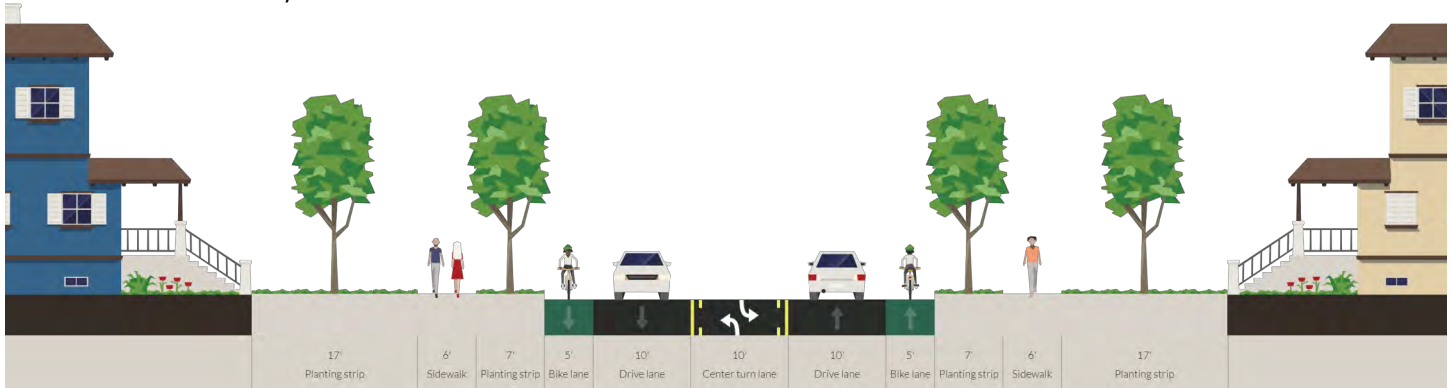 17'
Planting strip
6'
Sidewalk
7'
Planting strip
5'
Bike lane
10'
Drive lane
10'
Center turn lane
10'
Drive lane
5'
Bike lane
7'
Planting strip
6'
Sidewalk
17'
Planting strip